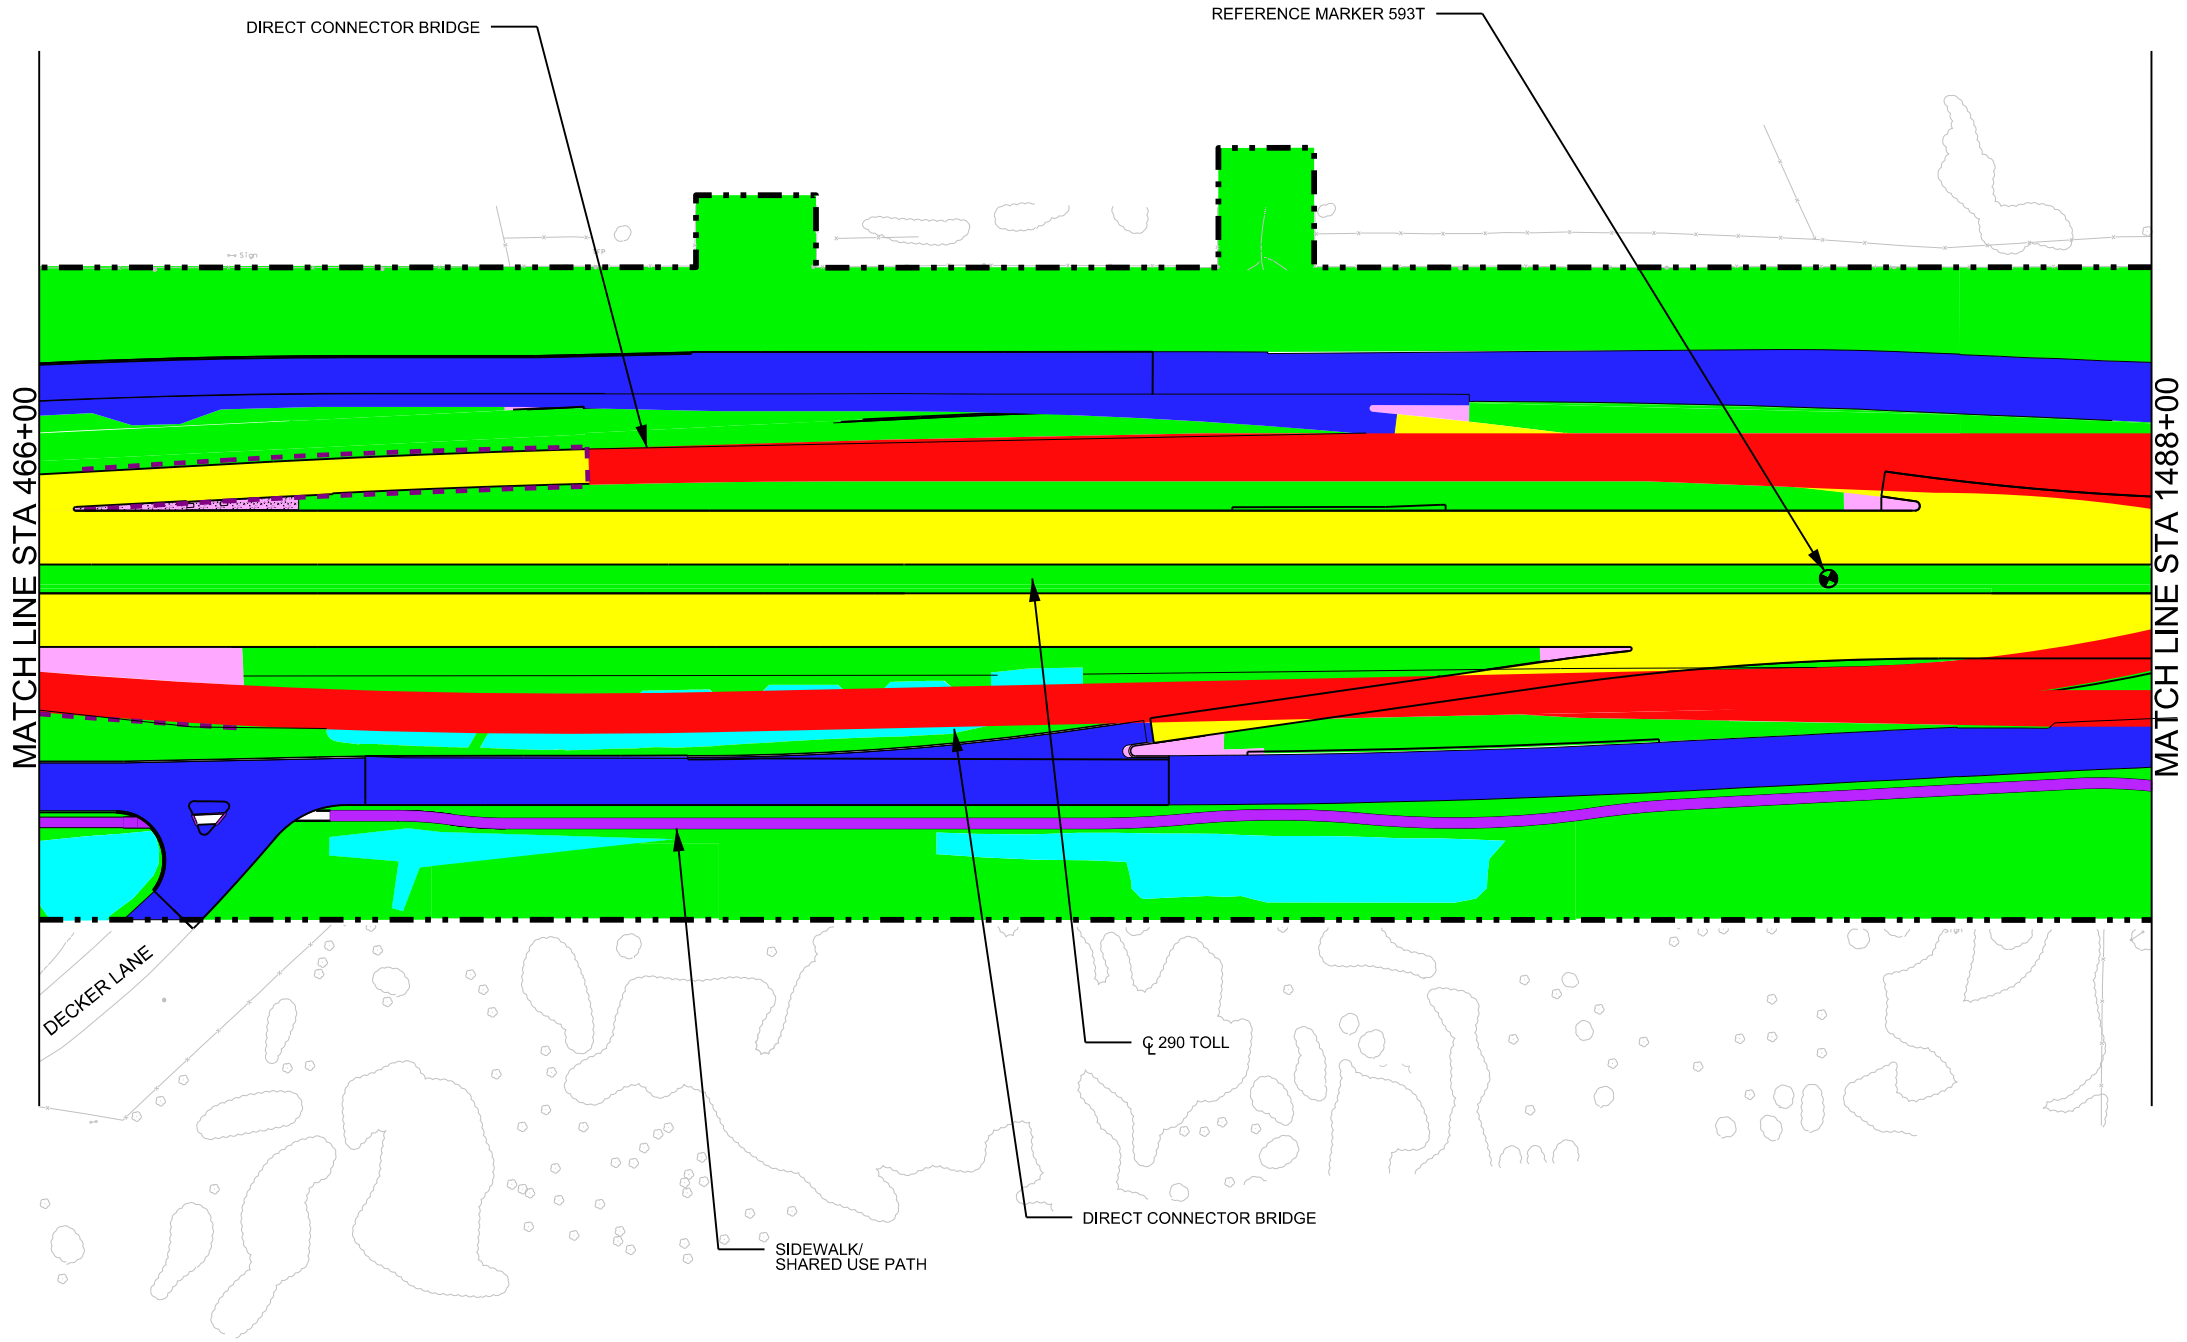 DIRECT CONNECTOR BRIDGE
REFERENCE MARKER 593T
Sign
MATCH LINE STA 466+00
MATCH LINE STA 1488+00
DECKER LANE
℄ 290 TOLL
DIRECT CONNECTOR BRIDGE
SIDEWALK/
SHARED USE PATH